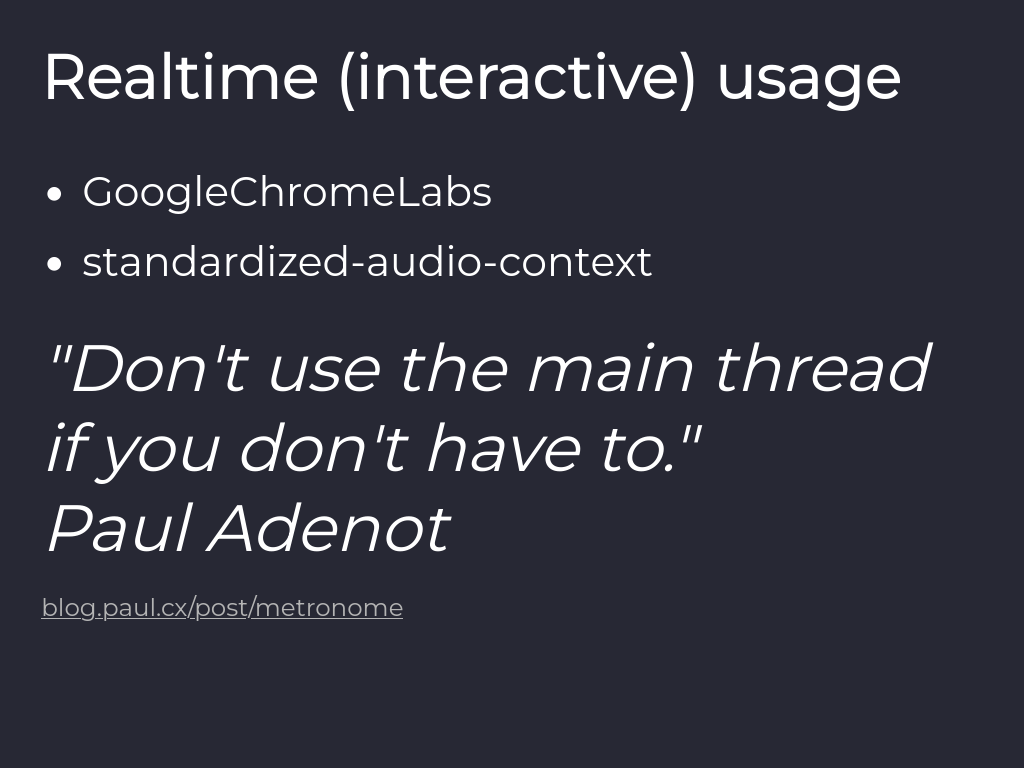 Realtime (interactive) usage
• GoogleChromeLabs
• standardized-audio-context
"Don't use the main thread
if you don't have to."
Paul Adenot
blog.paul.cx/post/metronome